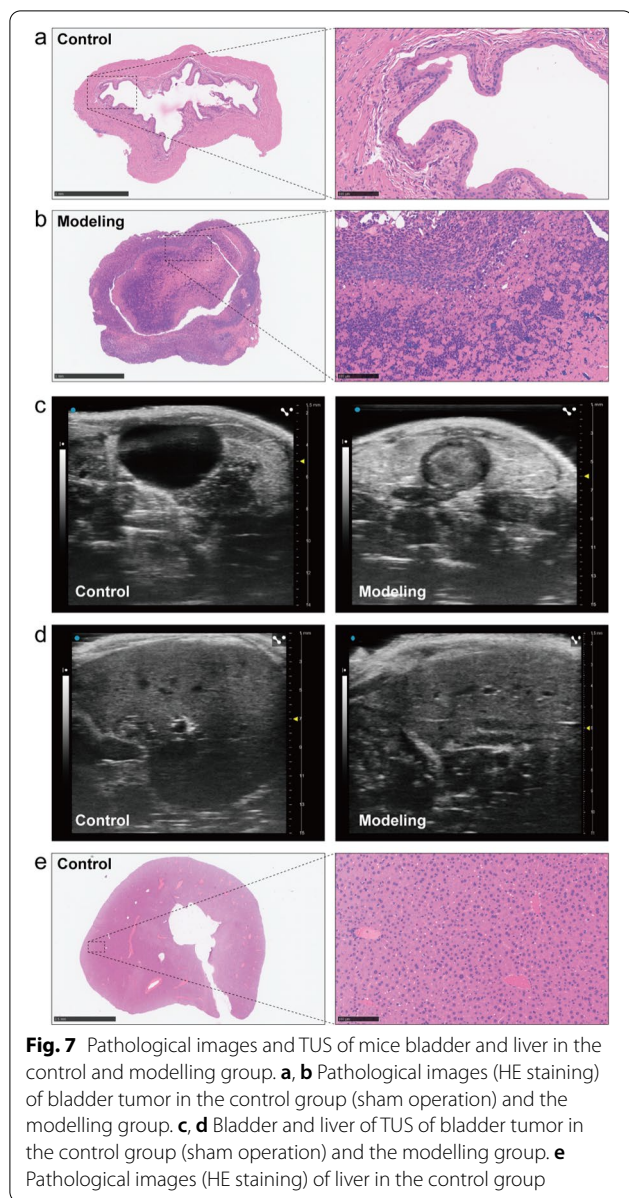 a Control
b Modeling
c
Control
Modeling
d
Control
Modeling
e Control
Fig. 7 Pathological images and TUS of mice bladder and liver in the
control and modelling group. a, b Pathological images (HE staining)
of bladder tumor in the control group (sham operation) and the
modelling group. c, d Bladder and liver of TUS of bladder tumor in
the control group (sham operation) and the modelling group. e
Pathological images (HE staining) of liver in the control group